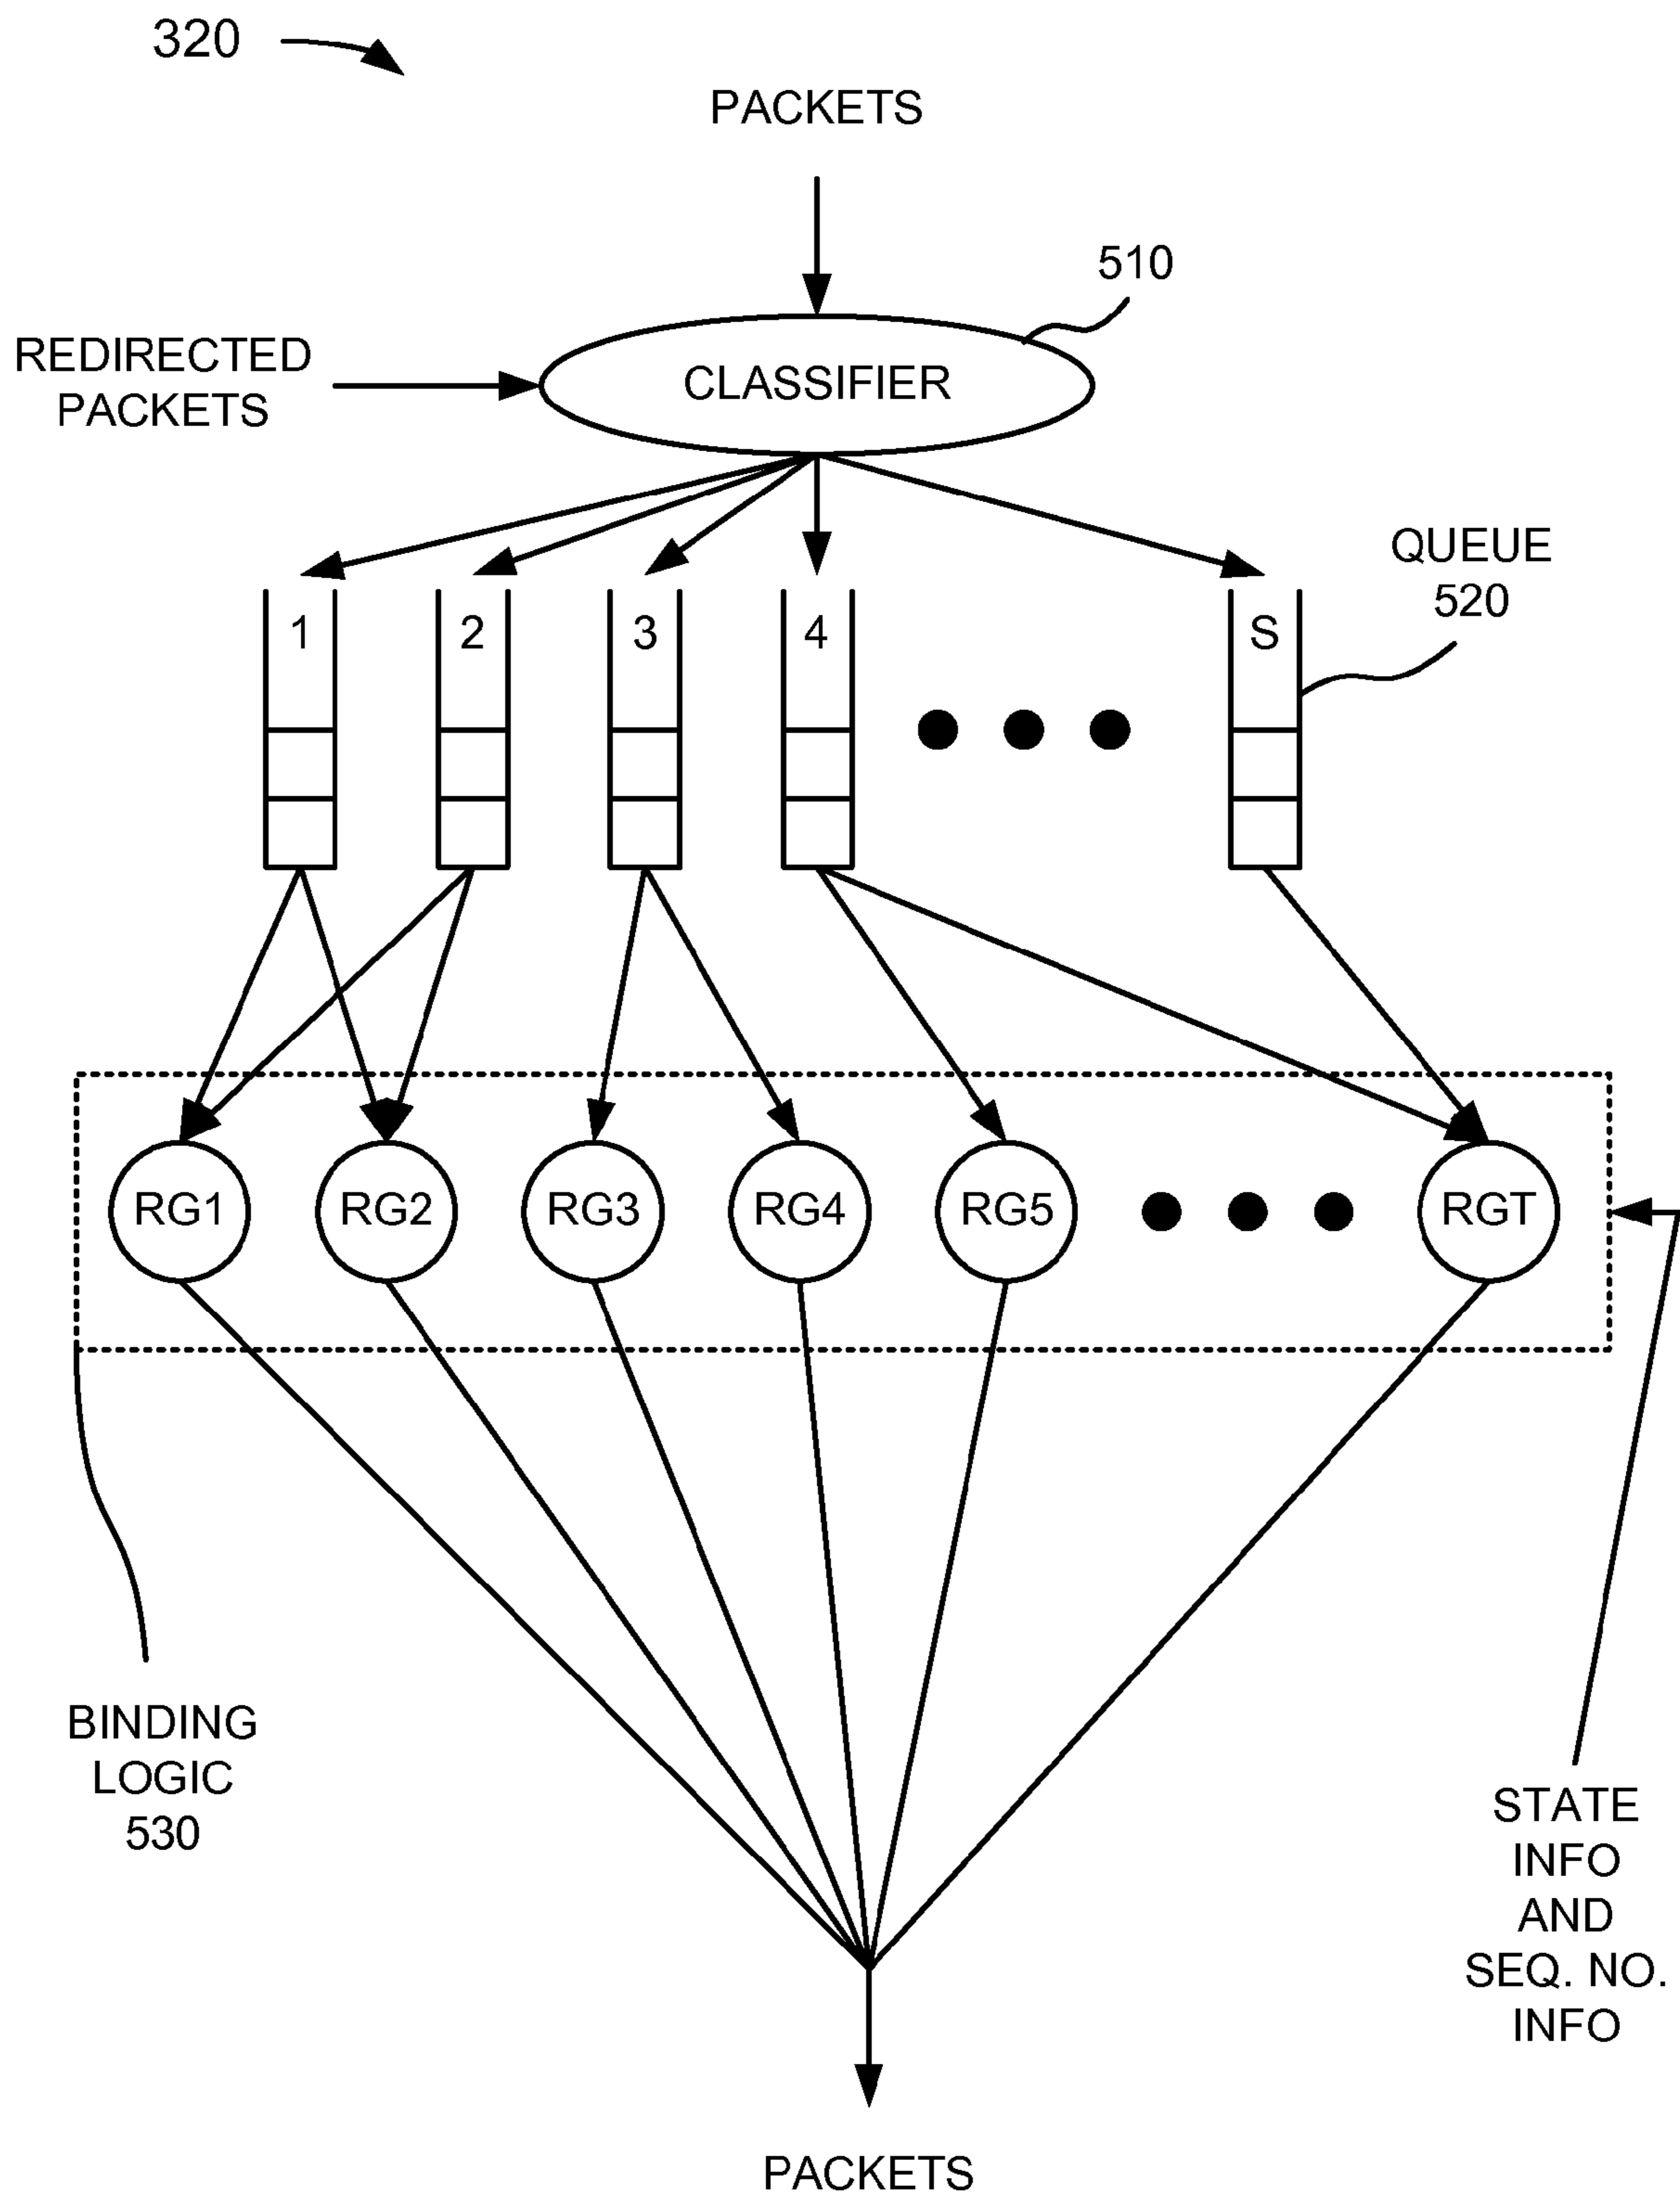 320
PACKETS
510
REDIRECTED
PACKETS
CLASSIFIER
QUEUE
520
1 2 3 4 S
RG1 RG2 RG3 RG4 RG5 RGT
BINDING
LOGIC
530
STATE
INFO
AND
SEQ. NO.
INFO
PACKETS